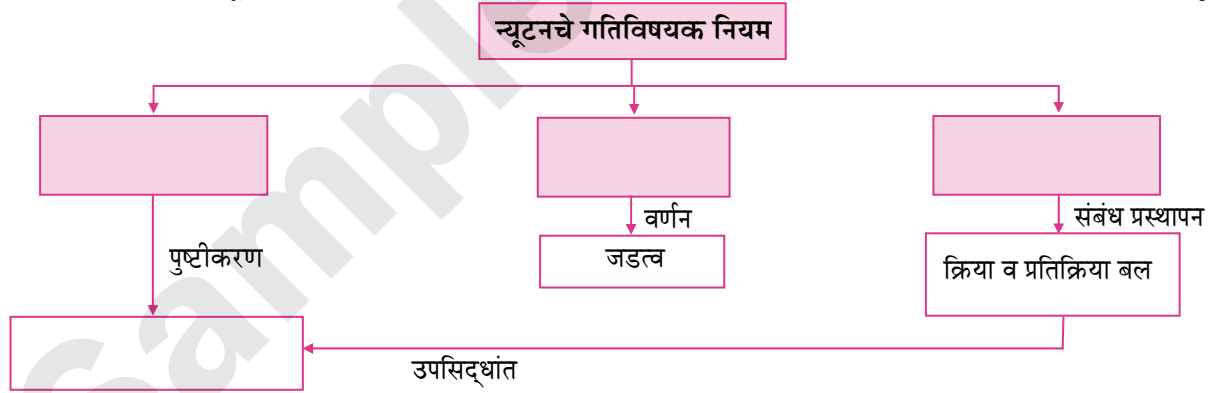 न्यूटनचे गतिविषयक नियम
वर्णन
संबंध प्रस्थापन
पुष्टीकरण
जडत्व
क्रिया व प्रतिक्रिया बल
उपसिद्धांत
Sample